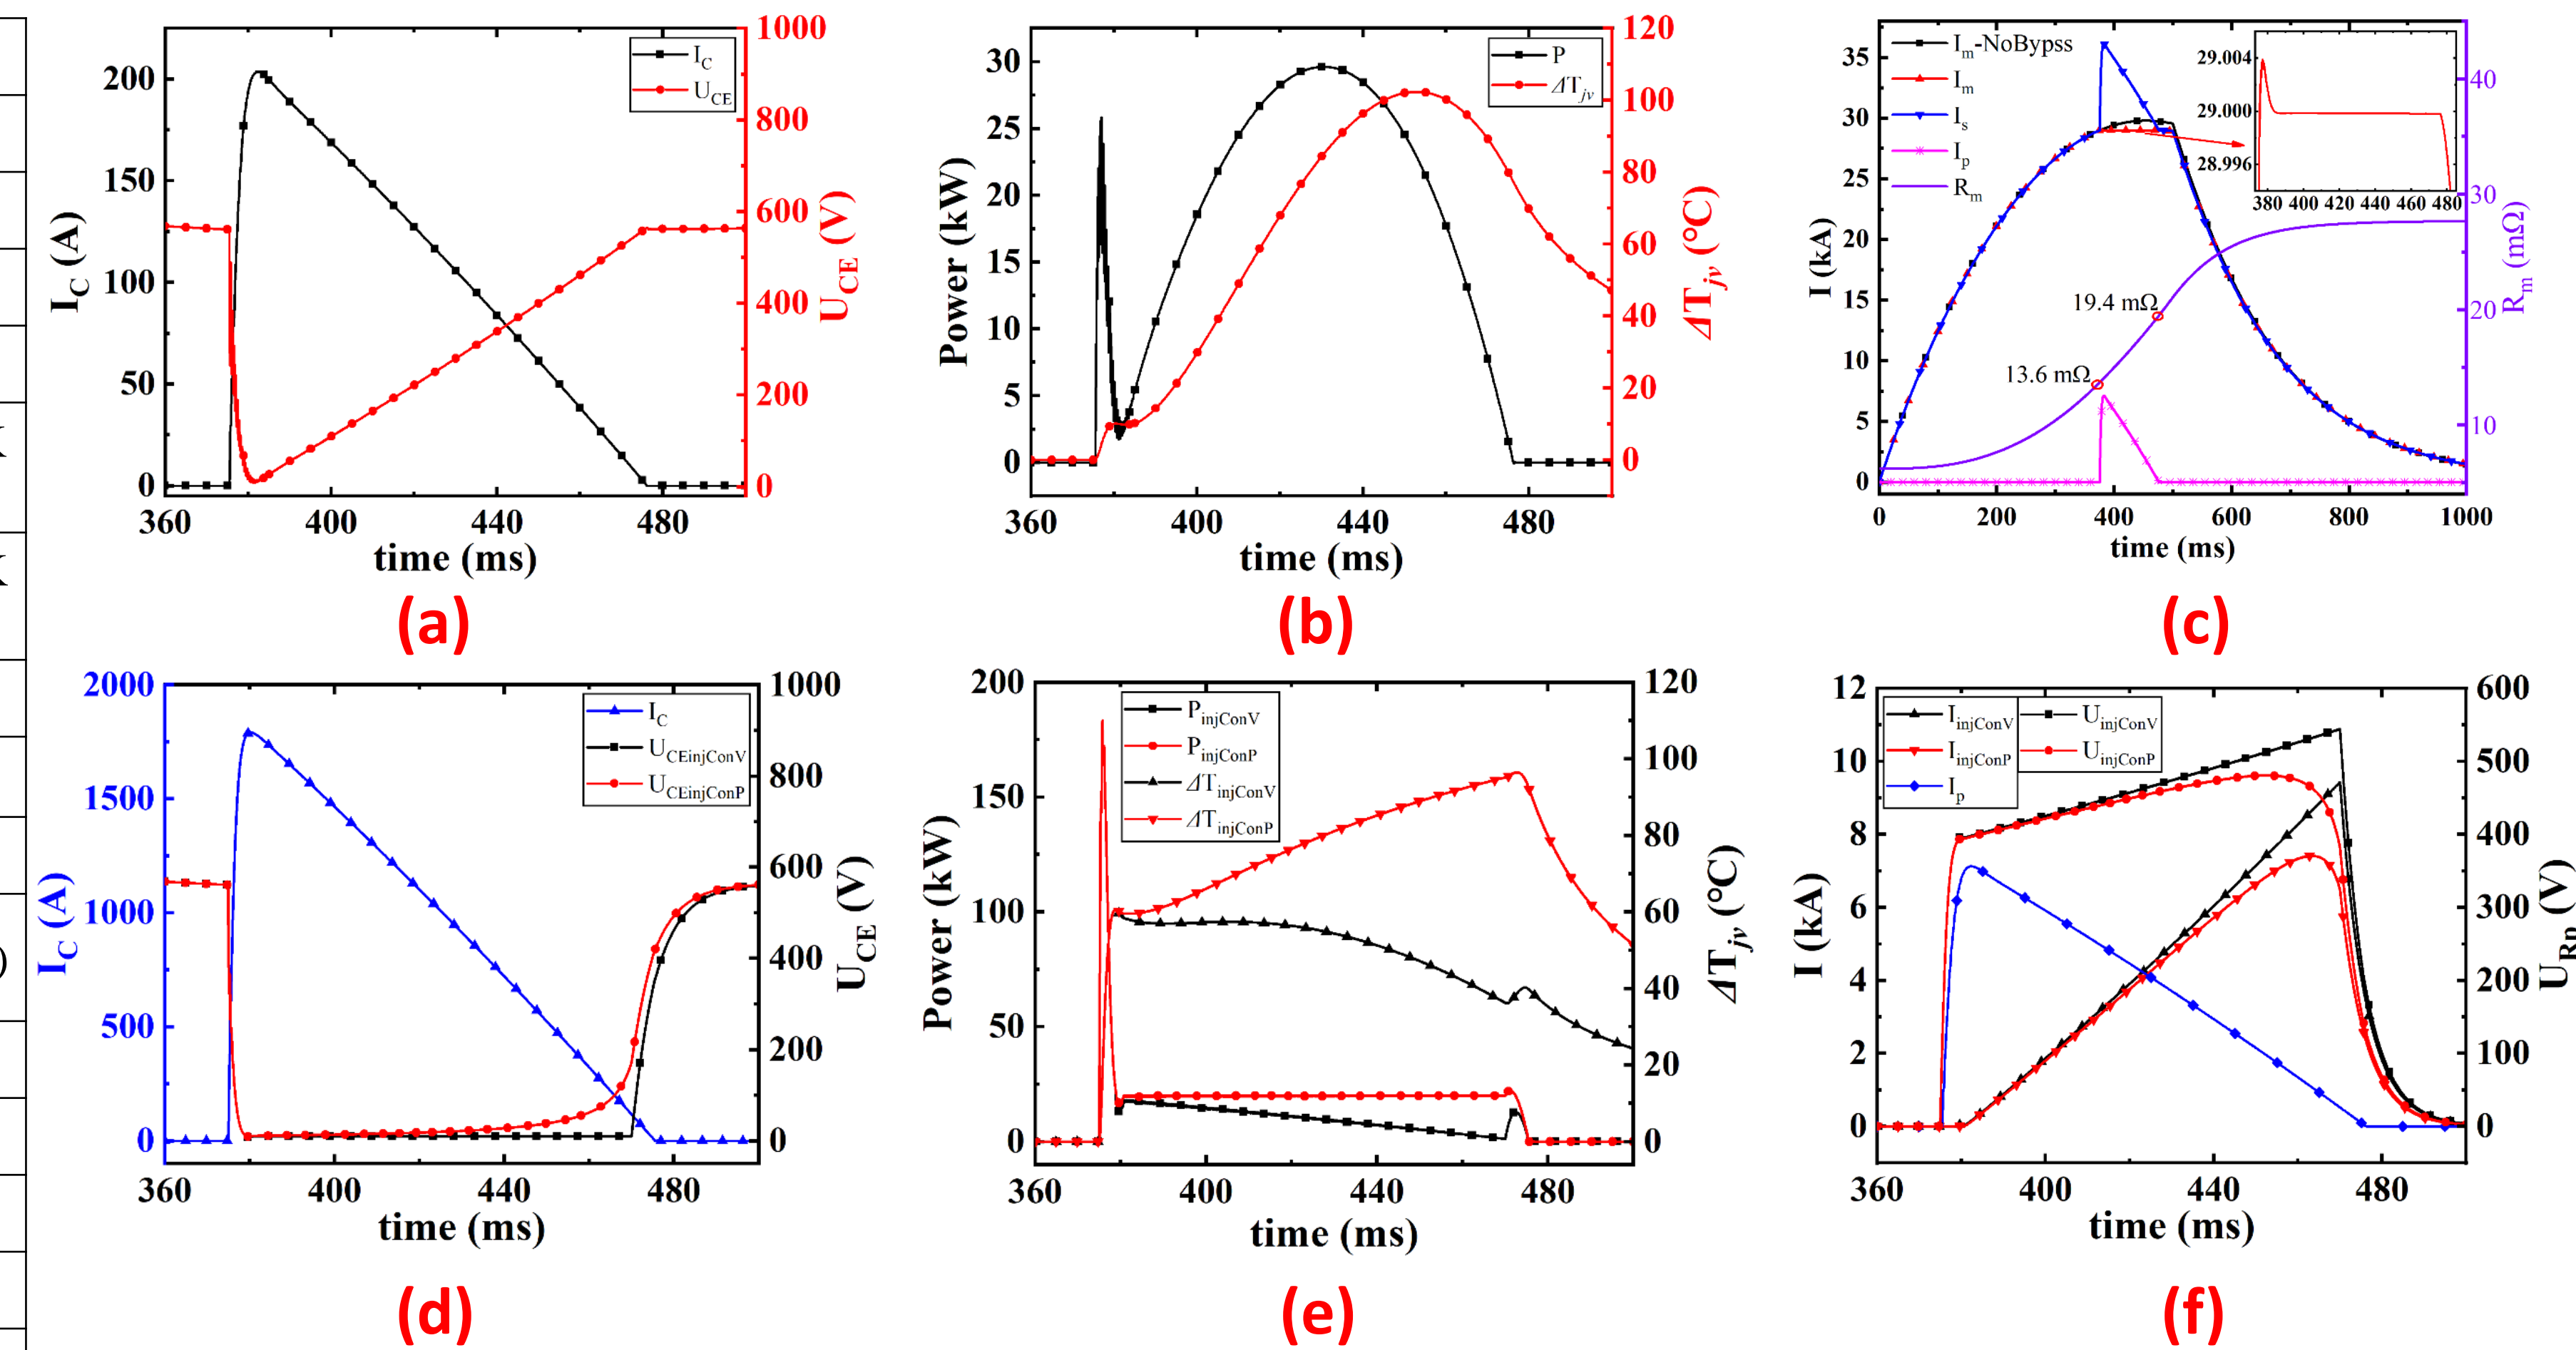 1000
800
600
400
200
0
U_CE (V)
200
150
100
50
0
I_C (A)
I_C
U_CE
360
400
440
480
time (ms)
(a)
30
25
20
15
10
5
0
Power (kW)
P
ΔT_jv
120
100
80
60
40
20
0
ΔT_jv (°C)
360
400
440
480
time (ms)
(b)
35
30
25
20
15
10
5
0
I (kA)
I_m-NoBypss
I_m
I_s
I_p
R_m
29.004
29.000
28.996
380 400 420 440 460 480
19.4 mΩ
13.6 mΩ
40
30
20
10
R_m (mΩ)
0
200
400
600
800
1000
time (ms)
(c)
2000
1500
1000
500
0
I_C (A)
I_C
U_CEinjConV
U_CEinjConP
1000
800
600
400
200
0
U_CE (V)
360
400
440
480
time (ms)
(d)
200
150
100
50
0
Power (kW)
P_injConV
P_injConP
ΔT_injConV
ΔT_injConP
120
100
80
60
40
20
0
ΔT_jv (°C)
360
400
440
480
time (ms)
(e)
12
10
8
6
4
2
0
I (kA)
I_injConV
I_injConP
I_p
U_injConV
U_injConP
600
500
400
300
200
100
0
U_Rp (V)
360
400
440
480
time (ms)
(f)